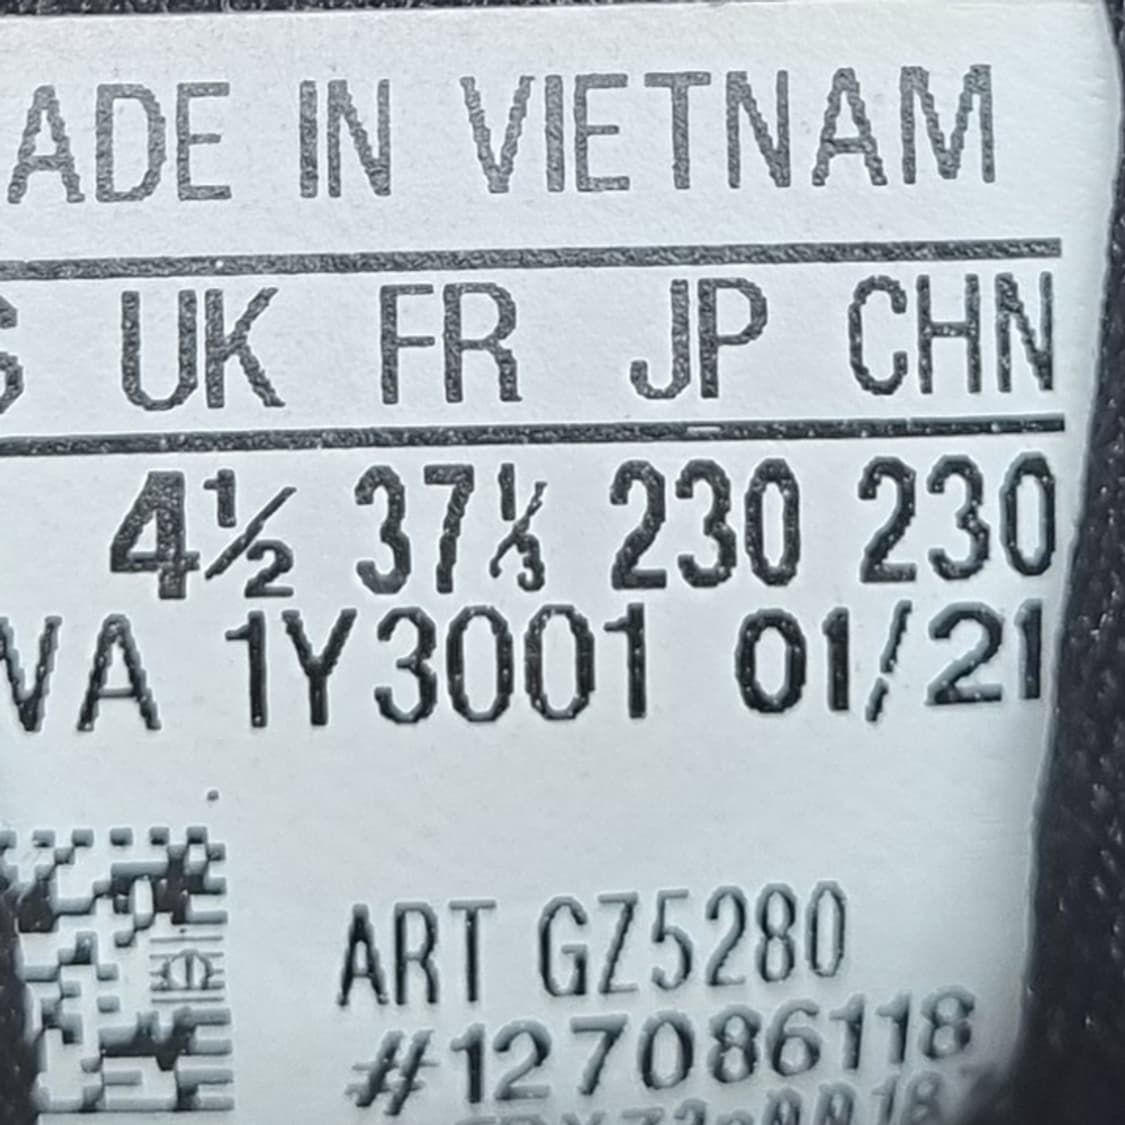 ADE IN VIETNAM
S UK FR JP CHN
4½ 37⅓ 230 230
VA 1Y3001 01/21
ART GZ5280
#127086118